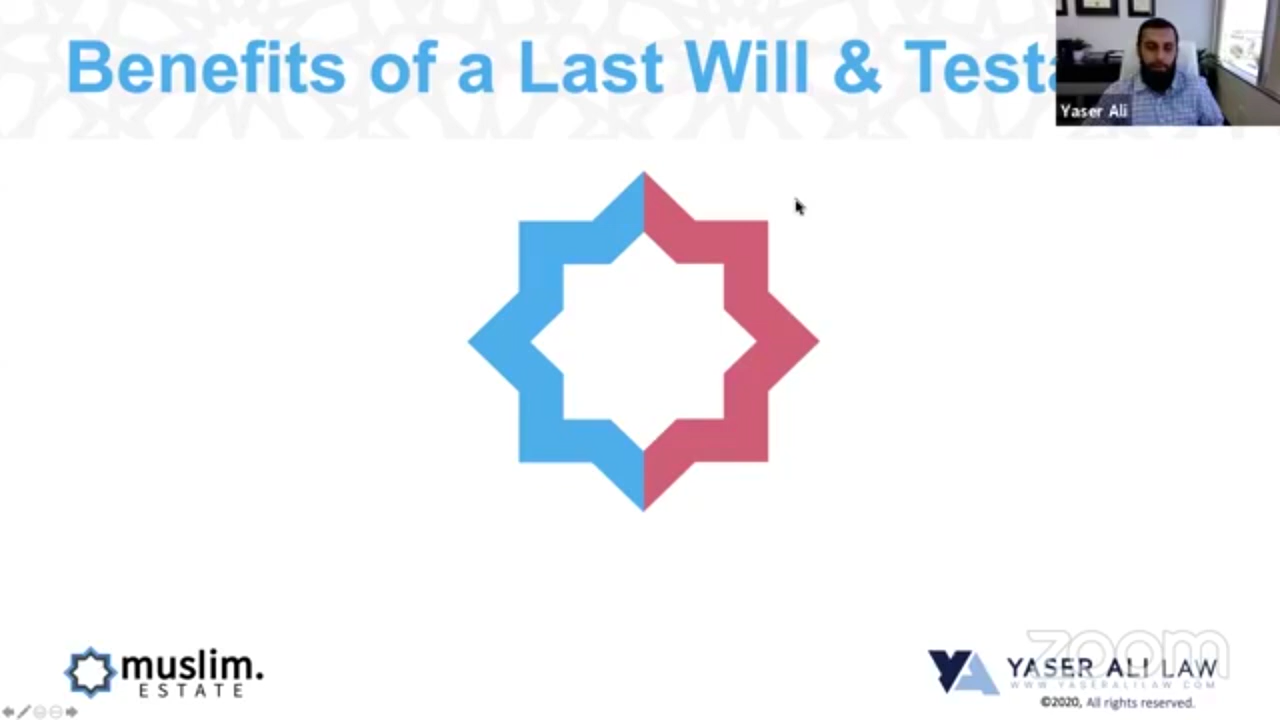 Benefits of a Last Will & Testa
Yaser Ali
muslim.
ESTATE
zoom
YASER ALI LAW
WWW.YASERALILAW.COM
©2020, All rights reserved.